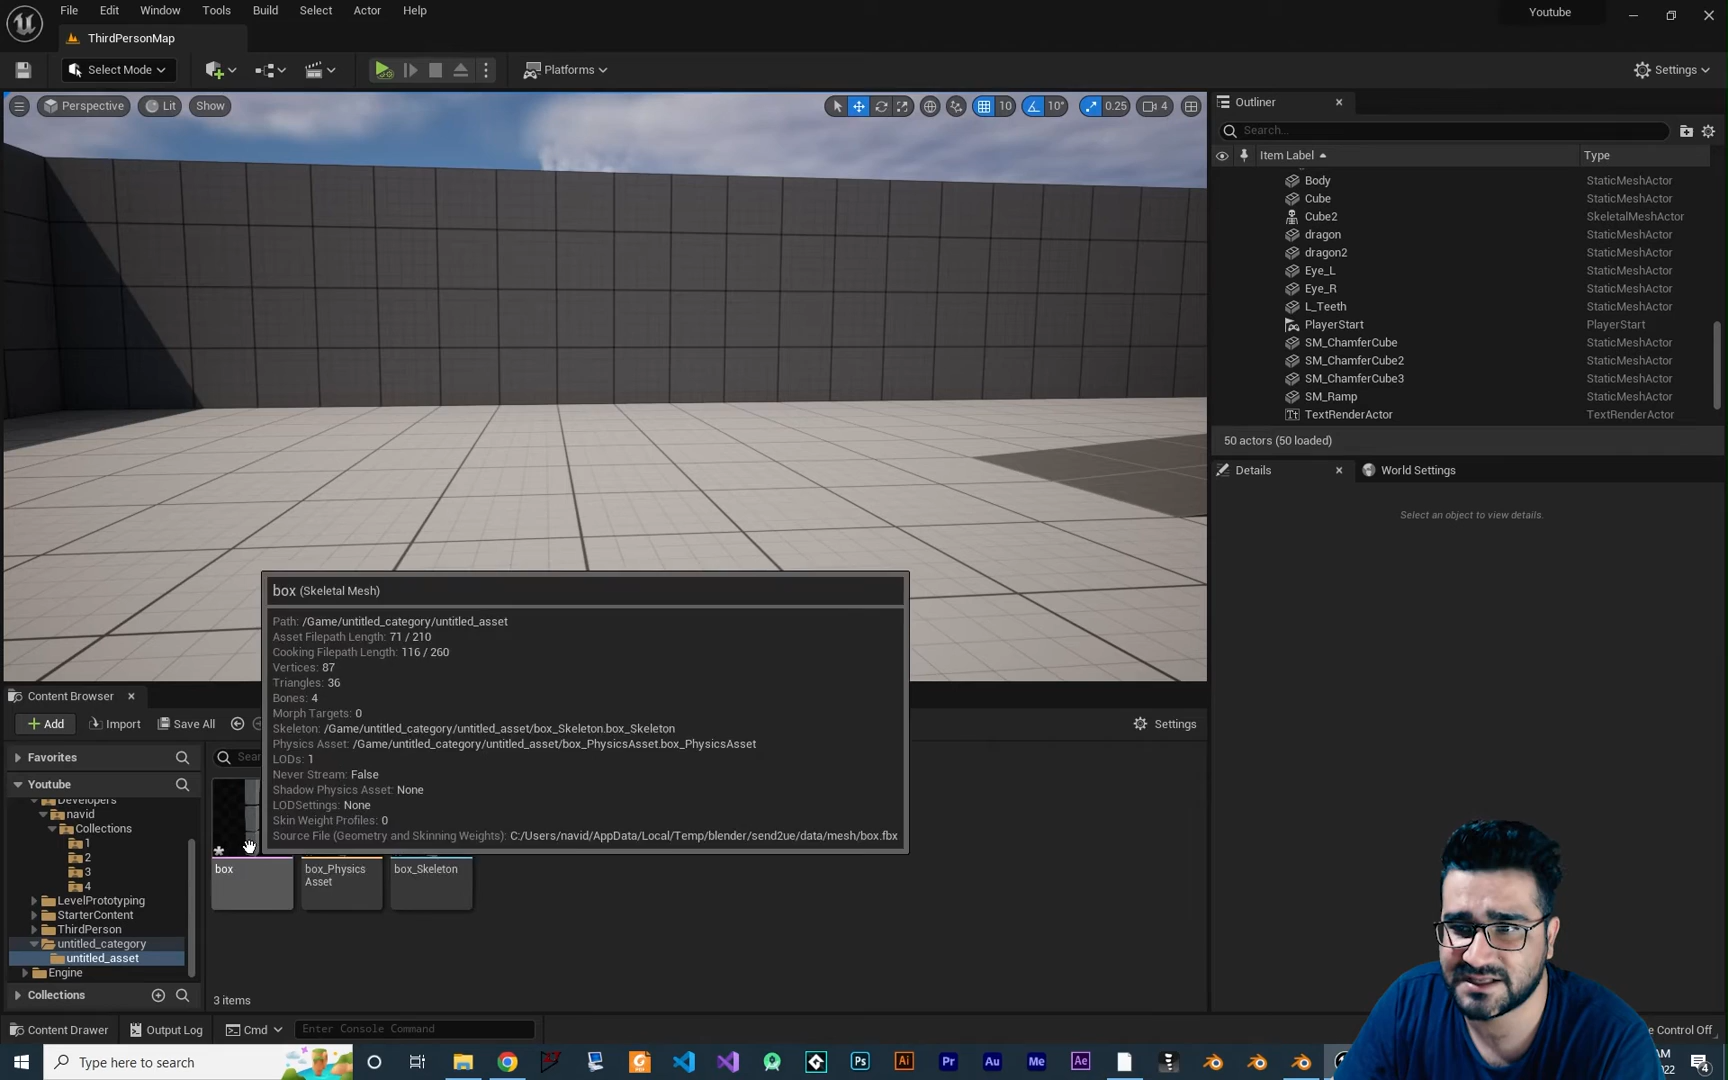 File Edit Window Tools Build Select Actor Help
Youtube
ThirdPersonMap
Select Mode
Platforms
Settings
Perspective Lit Show
10 10° 0.25 4
Outliner
Search...
Item Label Type
Body StaticMeshActor
Cube StaticMeshActor
Cube2 SkeletalMeshActor
dragon StaticMeshActor
dragon2 StaticMeshActor
Eye_L StaticMeshActor
Eye_R StaticMeshActor
L_Teeth StaticMeshActor
PlayerStart PlayerStart
SM_ChamferCube StaticMeshActor
SM_ChamferCube2 StaticMeshActor
SM_ChamferCube3 StaticMeshActor
SM_Ramp StaticMeshActor
TextRenderActor TextRenderActor
50 actors (50 loaded)
Details World Settings
Select an object to view details.
box (Skeletal Mesh)
Path: /Game/untitled_category/untitled_asset
Asset Filepath Length: 71 / 210
Cooking Filepath Length: 116 / 260
Vertices: 87
Triangles: 36
Bones: 4
Morph Targets: 0
Skeleton: /Game/untitled_category/untitled_asset/box_Skeleton.box_Skeleton
Physics Asset: /Game/untitled_category/untitled_asset/box_PhysicsAsset.box_PhysicsAsset
LODs: 1
Never Stream: False
Shadow Physics Asset: None
LODSettings: None
Skin Weight Profiles: 0
Source File (Geometry and Skinning Weights): C:/Users/navid/AppData/Local/Temp/blender/send2ue/data/mesh/box.fbx
Content Browser
Add Import Save All
Settings
Favorites
Youtube
Developers
navid
Collections
1
2
3
4
LevelPrototyping
StarterContent
ThirdPerson
untitled_category
untitled_asset
Engine
Collections
box
box_Physics
Asset
box_Skeleton
3 items
Content Drawer Output Log Cmd Enter Console Command
Control Off
Type here to search
Ps Ai Pr Au Me Ae
4